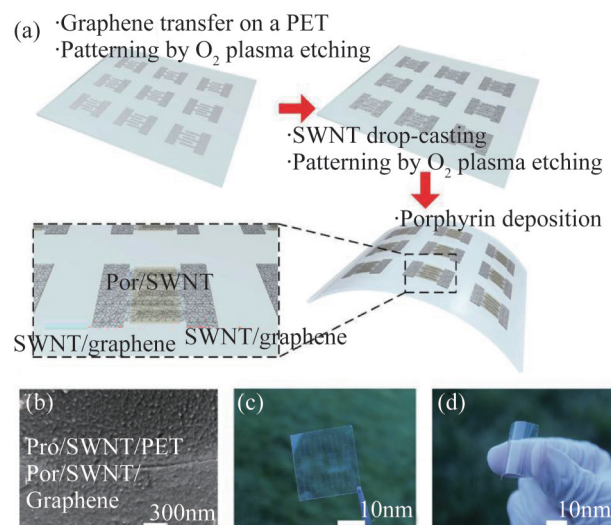 (a)
·Graphene transfer on a PET
·Patterning by O₂ plasma etching
·SWNT drop-casting
·Patterning by O₂ plasma etching
·Porphyrin deposition
Por/SWNT
SWNT/graphene
SWNT/graphene
(b)
Pró/SWNT/PET
Por/SWNT/
Graphene
300nm
(c)
10nm
(d)
10nm